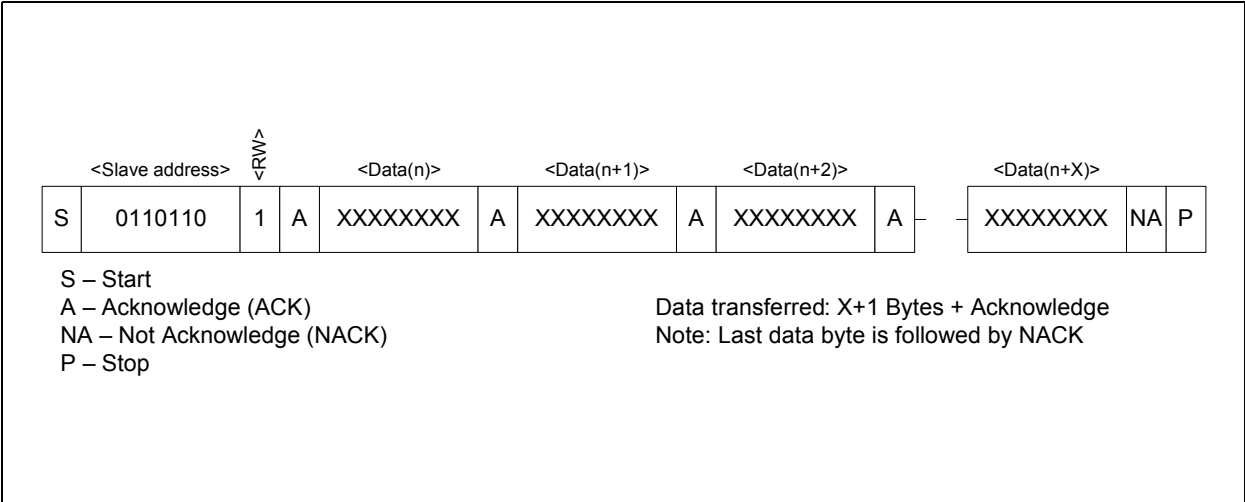 <RW>
<Slave address> <Data(n)> <Data(n+1)> <Data(n+2)> <Data(n+X)>
S 0110110 1 A XXXXXXXX A XXXXXXXX A XXXXXXXX A XXXXXXXX NA P
S – Start
A – Acknowledge (ACK) Data transferred: X+1 Bytes + Acknowledge
NA – Not Acknowledge (NACK) Note: Last data byte is followed by NACK
P – Stop